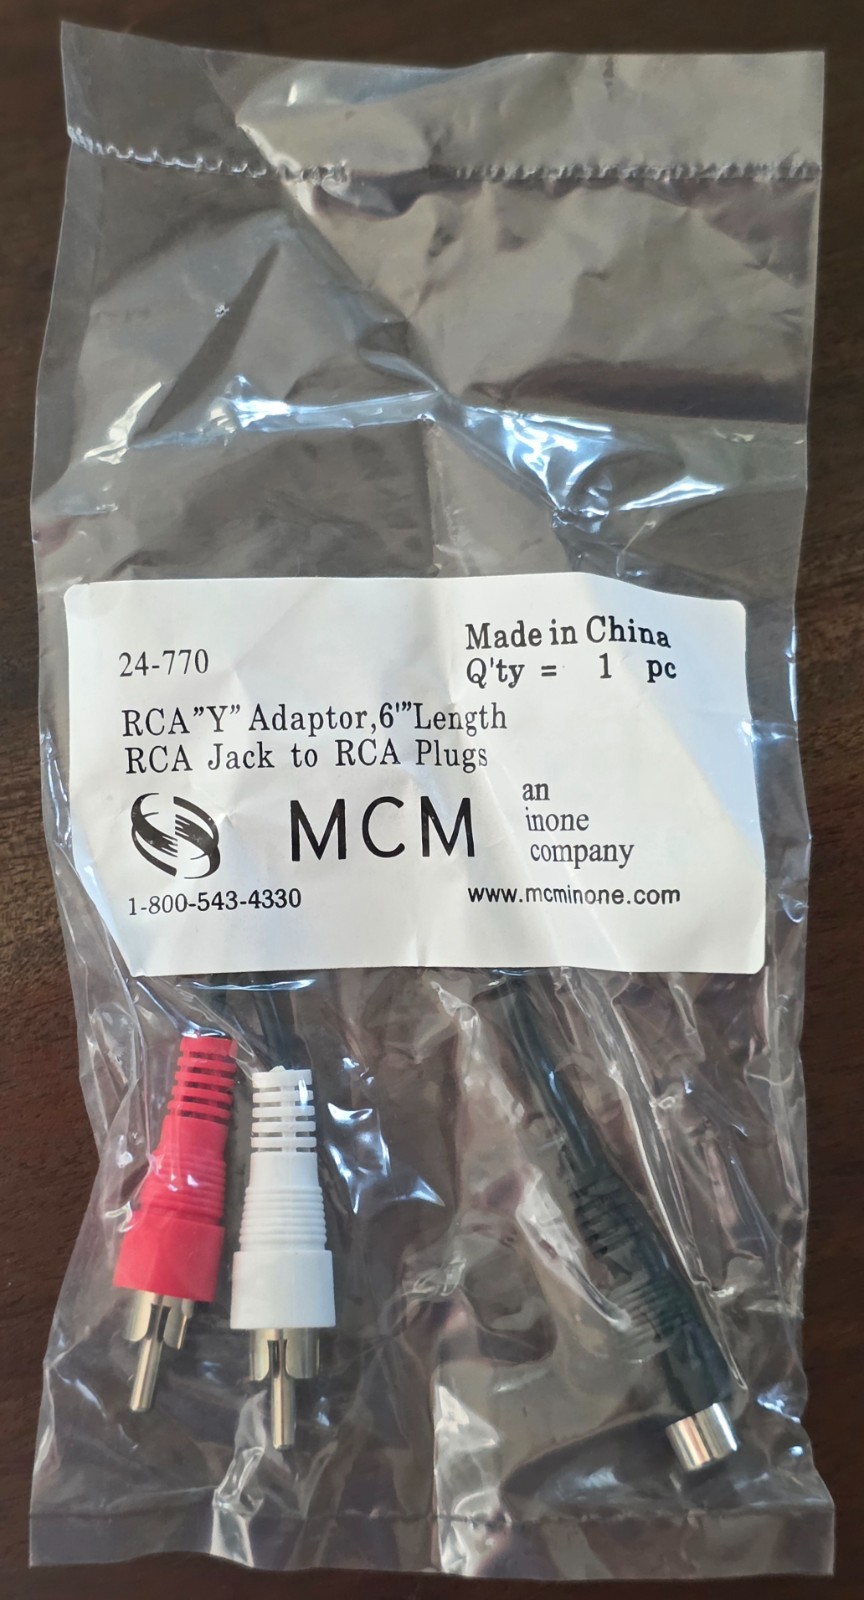 24-770
Made in China
Q'ty = 1 pc
RCA”Y” Adaptor,6'”Length
RCA Jack to RCA Plugs
MCM
an
inone
company
1-800-543-4330
www.mcminone.com